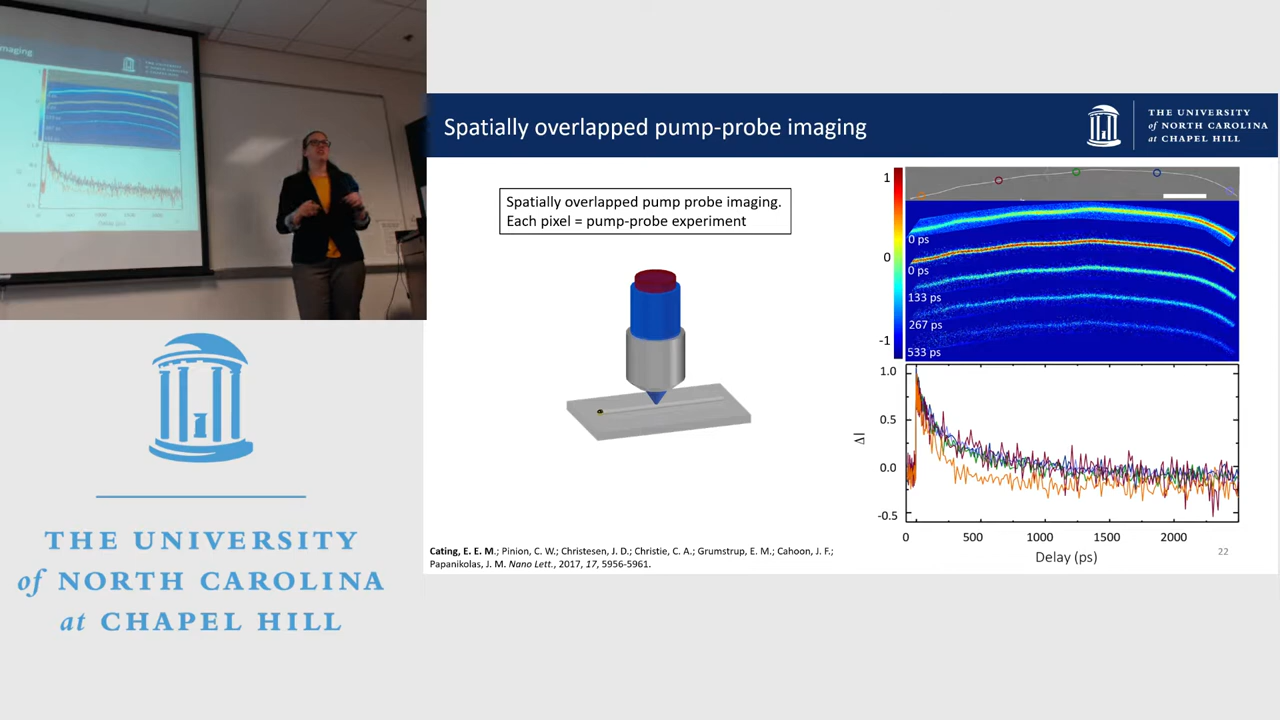 maging
Spatially overlapped pump-probe imaging
THE UNIVERSITY
of NORTH CAROLINA
at CHAPEL HILL
Spatially overlapped pump probe imaging.
Each pixel = pump-probe experiment
1
0
-1
0 ps
0 ps
133 ps
267 ps
533 ps
1.0
0.5
0.0
-0.5
ΔI
0
500
1000
1500
2000
Delay (ps)
Cating, E. E. M.; Pinion, C. W.; Christesen, J. D.; Christie, C. A.; Grumstrup, E. M.; Cahoon, J. F.;
Papanikolas, J. M. Nano Lett., 2017, 17, 5956-5961.
22
THE UNIVERSITY
of NORTH CAROLINA
at CHAPEL HILL